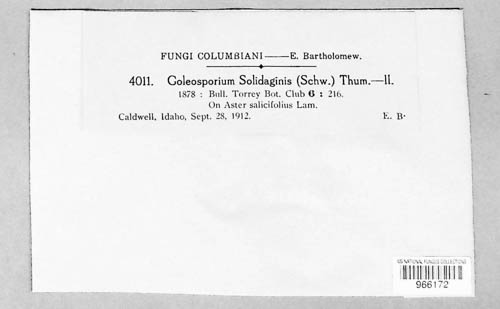 FUNGI COLUMBIANI——E. Bartholomew.
4011. Coleosporium Solidaginis (Schw.) Thum.—II.
1878 : Bull. Torrey Bot. Club 6 : 216.
On Aster salicifolius Lam.
Caldwell, Idaho, Sept. 28, 1912. E. B.
US NATIONAL FUNGUS COLLECTIONS
966172